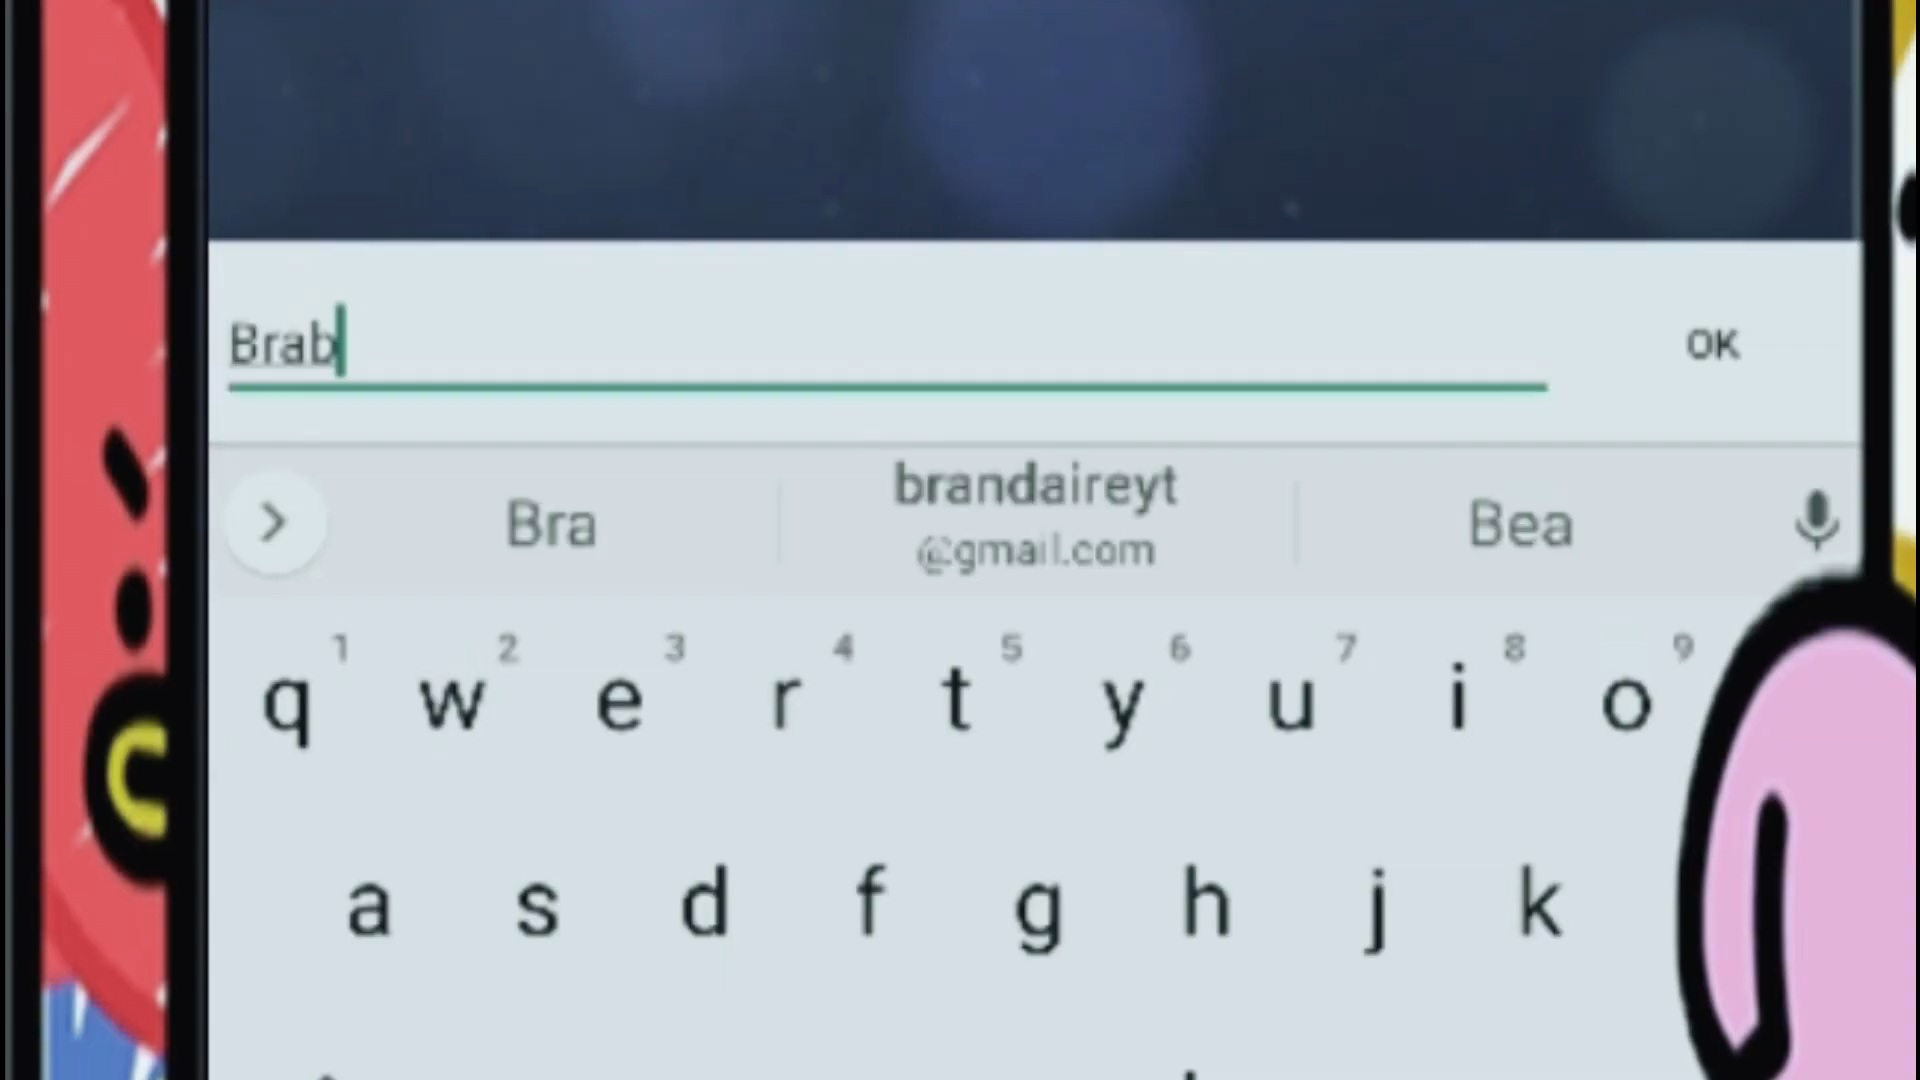 Brab
OK
Bra
brandaireyt
@gmail.com
Bea
1 2 3 4 5 6 7 8 9
q w e r t y u i o
a s d f g h j k